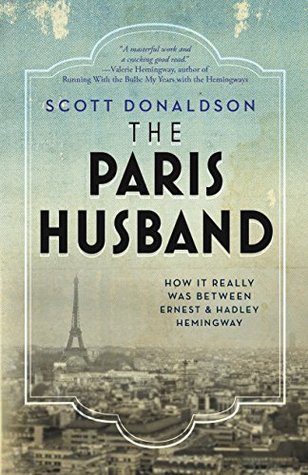 "A masterful work and
a cracking good read."
—Valerie Hemingway, author of
Running With the Bulls: My Years with the Hemingways
SCOTT DONALDSON
THE
PARIS
HUSBAND
HOW IT REALLY
WAS BETWEEN
ERNEST & HADLEY
HEMINGWAY